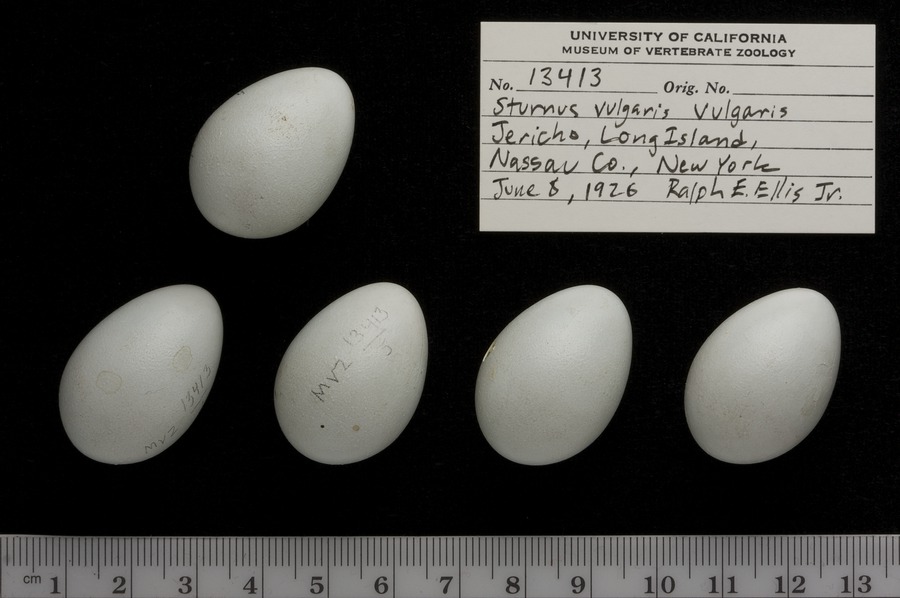 UNIVERSITY OF CALIFORNIA
MUSEUM OF VERTEBRATE ZOOLOGY
No. 13413 Orig. No.
Sturnus vulgaris vulgaris
Jericho, Long Island,
Nassau Co., New York
June 8, 1926 Ralph E. Ellis Jr.
13413
MVZ
MVZ 13413
5
cm 1 2 3 4 5 6 7 8 9 10 11 12 13